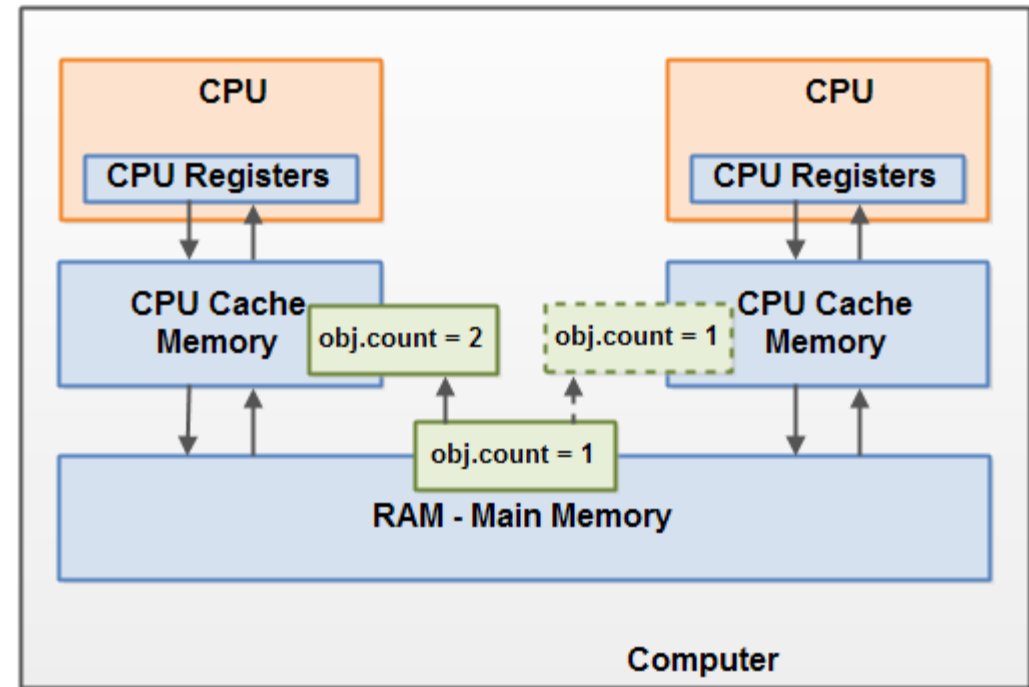 CPU
CPU
CPU Registers
CPU Registers
CPU Cache
Memory
obj.count = 2
obj.count = 1
CPU Cache
Memory
obj.count = 1
RAM - Main Memory
Computer